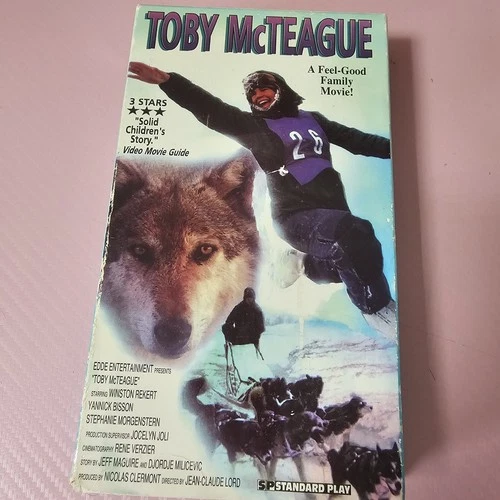 TOBY McTEAGUE
A Feel-Good
Family
Movie!
3 STARS
★★★
"Solid
Children's
Story."
Video Movie Guide
26
EDDE ENTERTAINMENT PRESENTS
"TOBY McTEAGUE"
STARRING WINSTON REKERT
YANNICK BISSON
STEPHANIE MORGENSTERN
PRODUCTION SUPERVISOR JOCELYN JOLI
CINEMATOGRAPHY RENE VERZIER
STORY BY JEFF MAGUIRE AND DJORDJE MILICEVIC
PRODUCED BY NICOLAS CLERMONT DIRECTED BY JEAN-CLAUDE LORD
SP STANDARD PLAY